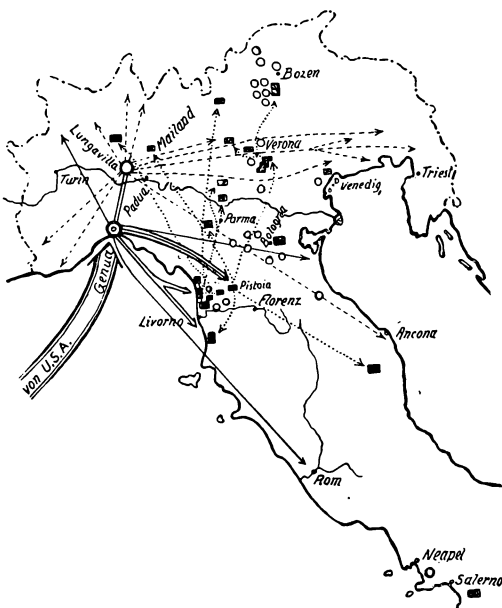 Bozen
Lungavilla
Mailand
Verona
Turin
Padua
Venedig
Triest
Parma
Bologna
Genua
Pistoia
Florenz
Livorno
von U.S.A.
Ancona
Rom
Neapel
Salerno